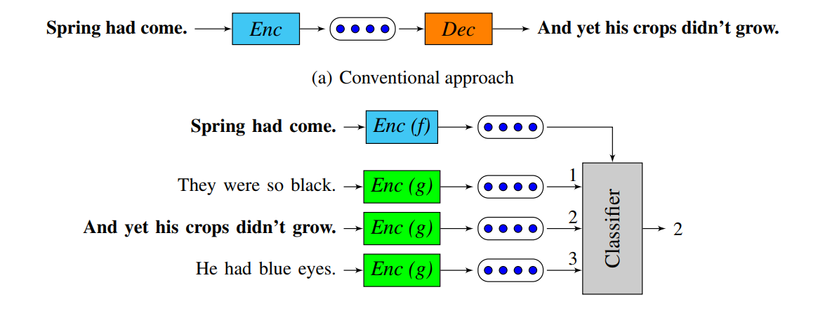 Spring had come. Enc Dec And yet his crops didn't grow.
(a) Conventional approach
Spring had come. Enc (f)
They were so black. Enc (g) 1
And yet his crops didn't grow. Enc (g) 2 Classifier 2
He had blue eyes. Enc (g) 3